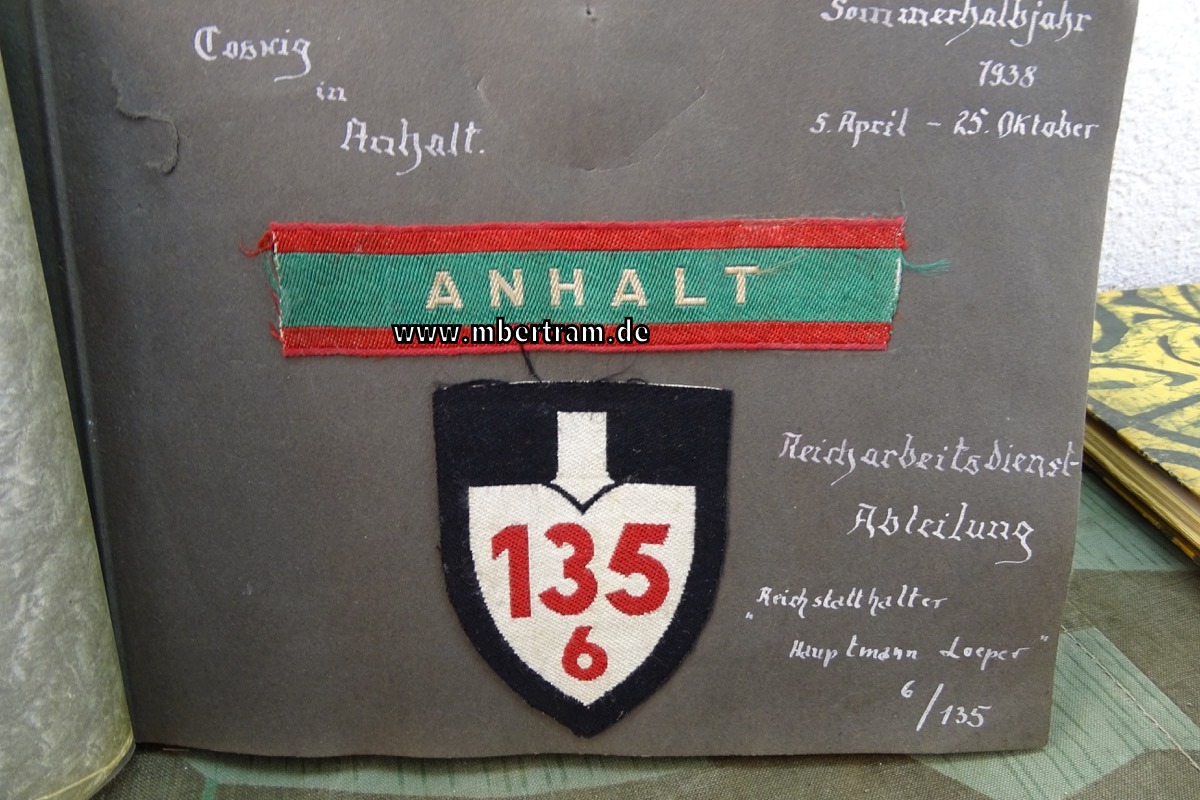 Coswig
in
Anhalt.
Sommerhalbjahr
1938
5. April - 25. Oktober
ANHALT
www.mbertram.de
135
6
Reichsarbeitsdienst-
Abteilung
"Reichsstatthalter
Hauptmann Loeper"
6/135